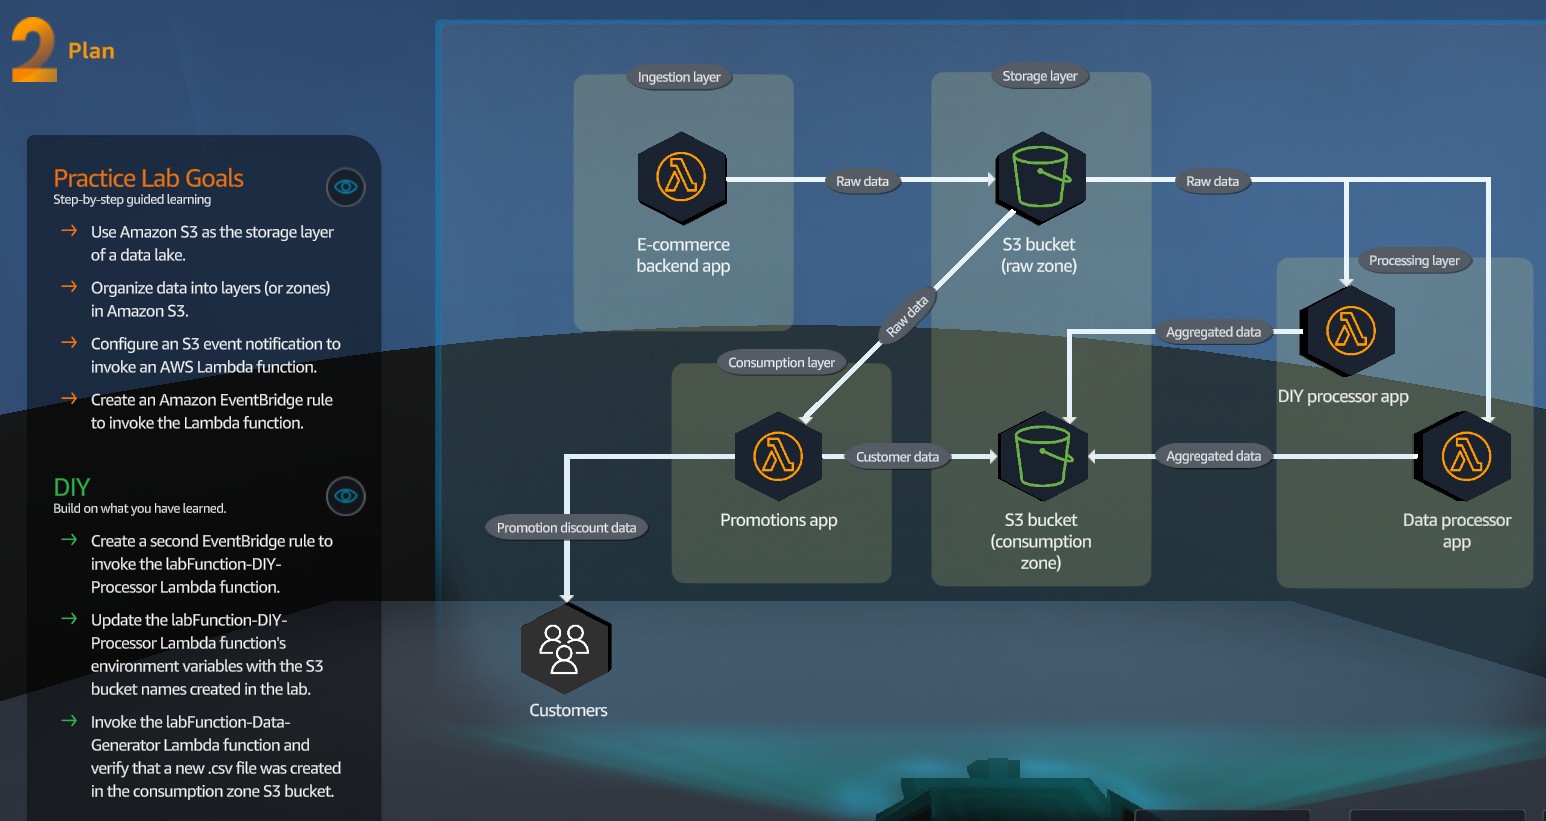 2 Plan
Practice Lab Goals
Step-by-step guided learning
Use Amazon S3 as the storage layer
of a data lake.
Organize data into layers (or zones)
in Amazon S3.
Configure an S3 event notification to
invoke an AWS Lambda function.
Create an Amazon EventBridge rule
to invoke the Lambda function.
DIY
Build on what you have learned.
Create a second EventBridge rule to
invoke the labFunction-DIY-
Processor Lambda function.
Update the labFunction-DIY-
Processor Lambda function's
environment variables with the S3
bucket names created in the lab.
Invoke the labFunction-Data-
Generator Lambda function and
verify that a new .csv file was created
in the consumption zone S3 bucket.
Ingestion layer
Storage layer
Raw data
Raw data
E-commerce
backend app
S3 bucket
(raw zone)
Processing layer
Raw data
Aggregated data
Consumption layer
DIY processor app
Customer data
Aggregated data
Promotions app
S3 bucket
(consumption
zone)
Data processor
app
Promotion discount data
Customers